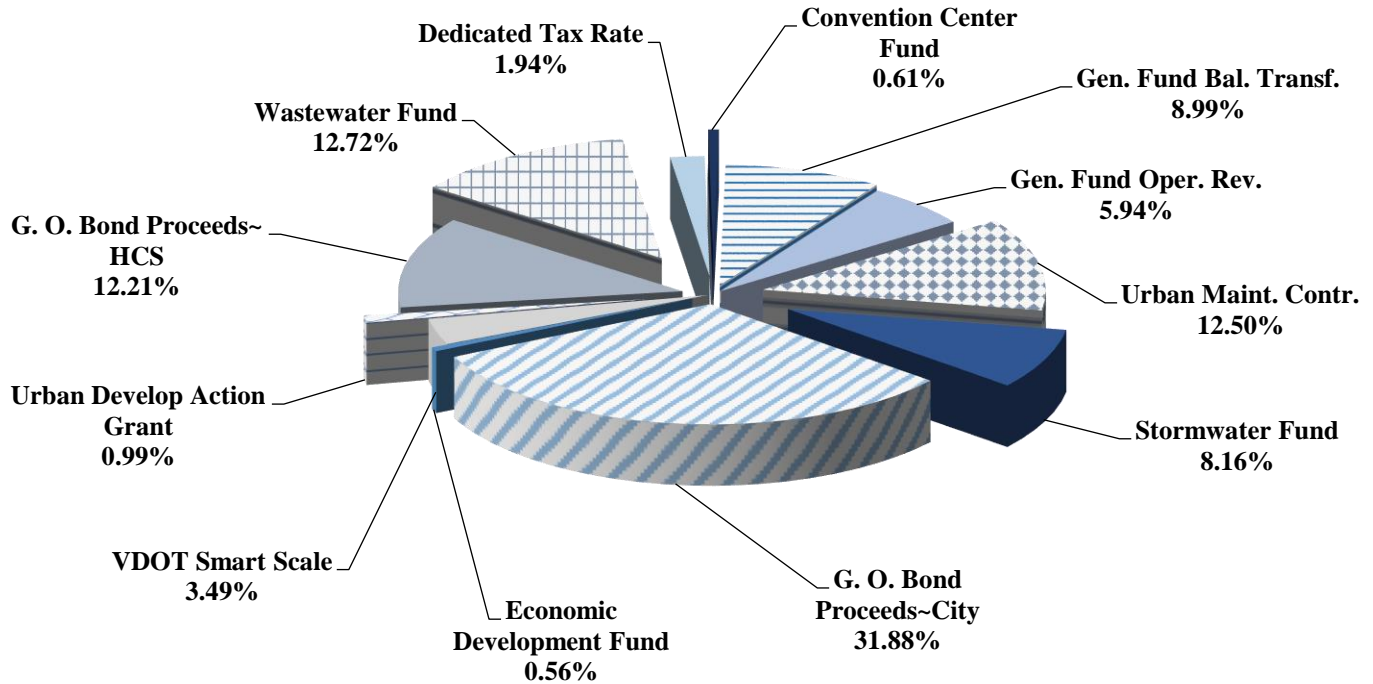 Convention Center
Fund
0.61%
Dedicated Tax Rate
1.94%
Gen. Fund Bal. Transf.
8.99%
Wastewater Fund
12.72%
Gen. Fund Oper. Rev.
5.94%
G. O. Bond Proceeds~
HCS
12.21%
Urban Maint. Contr.
12.50%
Urban Develop Action
Grant
0.99%
Stormwater Fund
8.16%
VDOT Smart Scale
3.49%
Economic
Development Fund
0.56%
G. O. Bond
Proceeds~City
31.88%